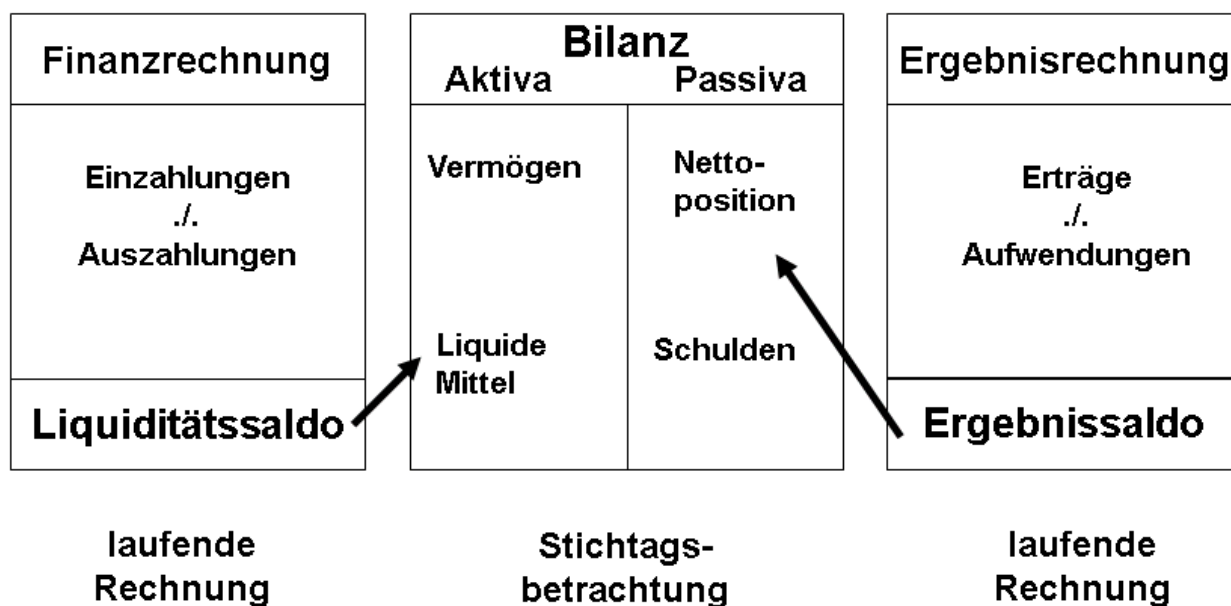 Finanzrechnung
Einzahlungen
./.
Auszahlungen
Liquiditätssaldo
laufende
Rechnung
Bilanz
Aktiva Passiva
Vermögen
Liquide
Mittel
Netto-
position
Schulden
Stichtags-
betrachtung
Ergebnisrechnung
Erträge
./.
Aufwendungen
Ergebnissaldo
laufende
Rechnung